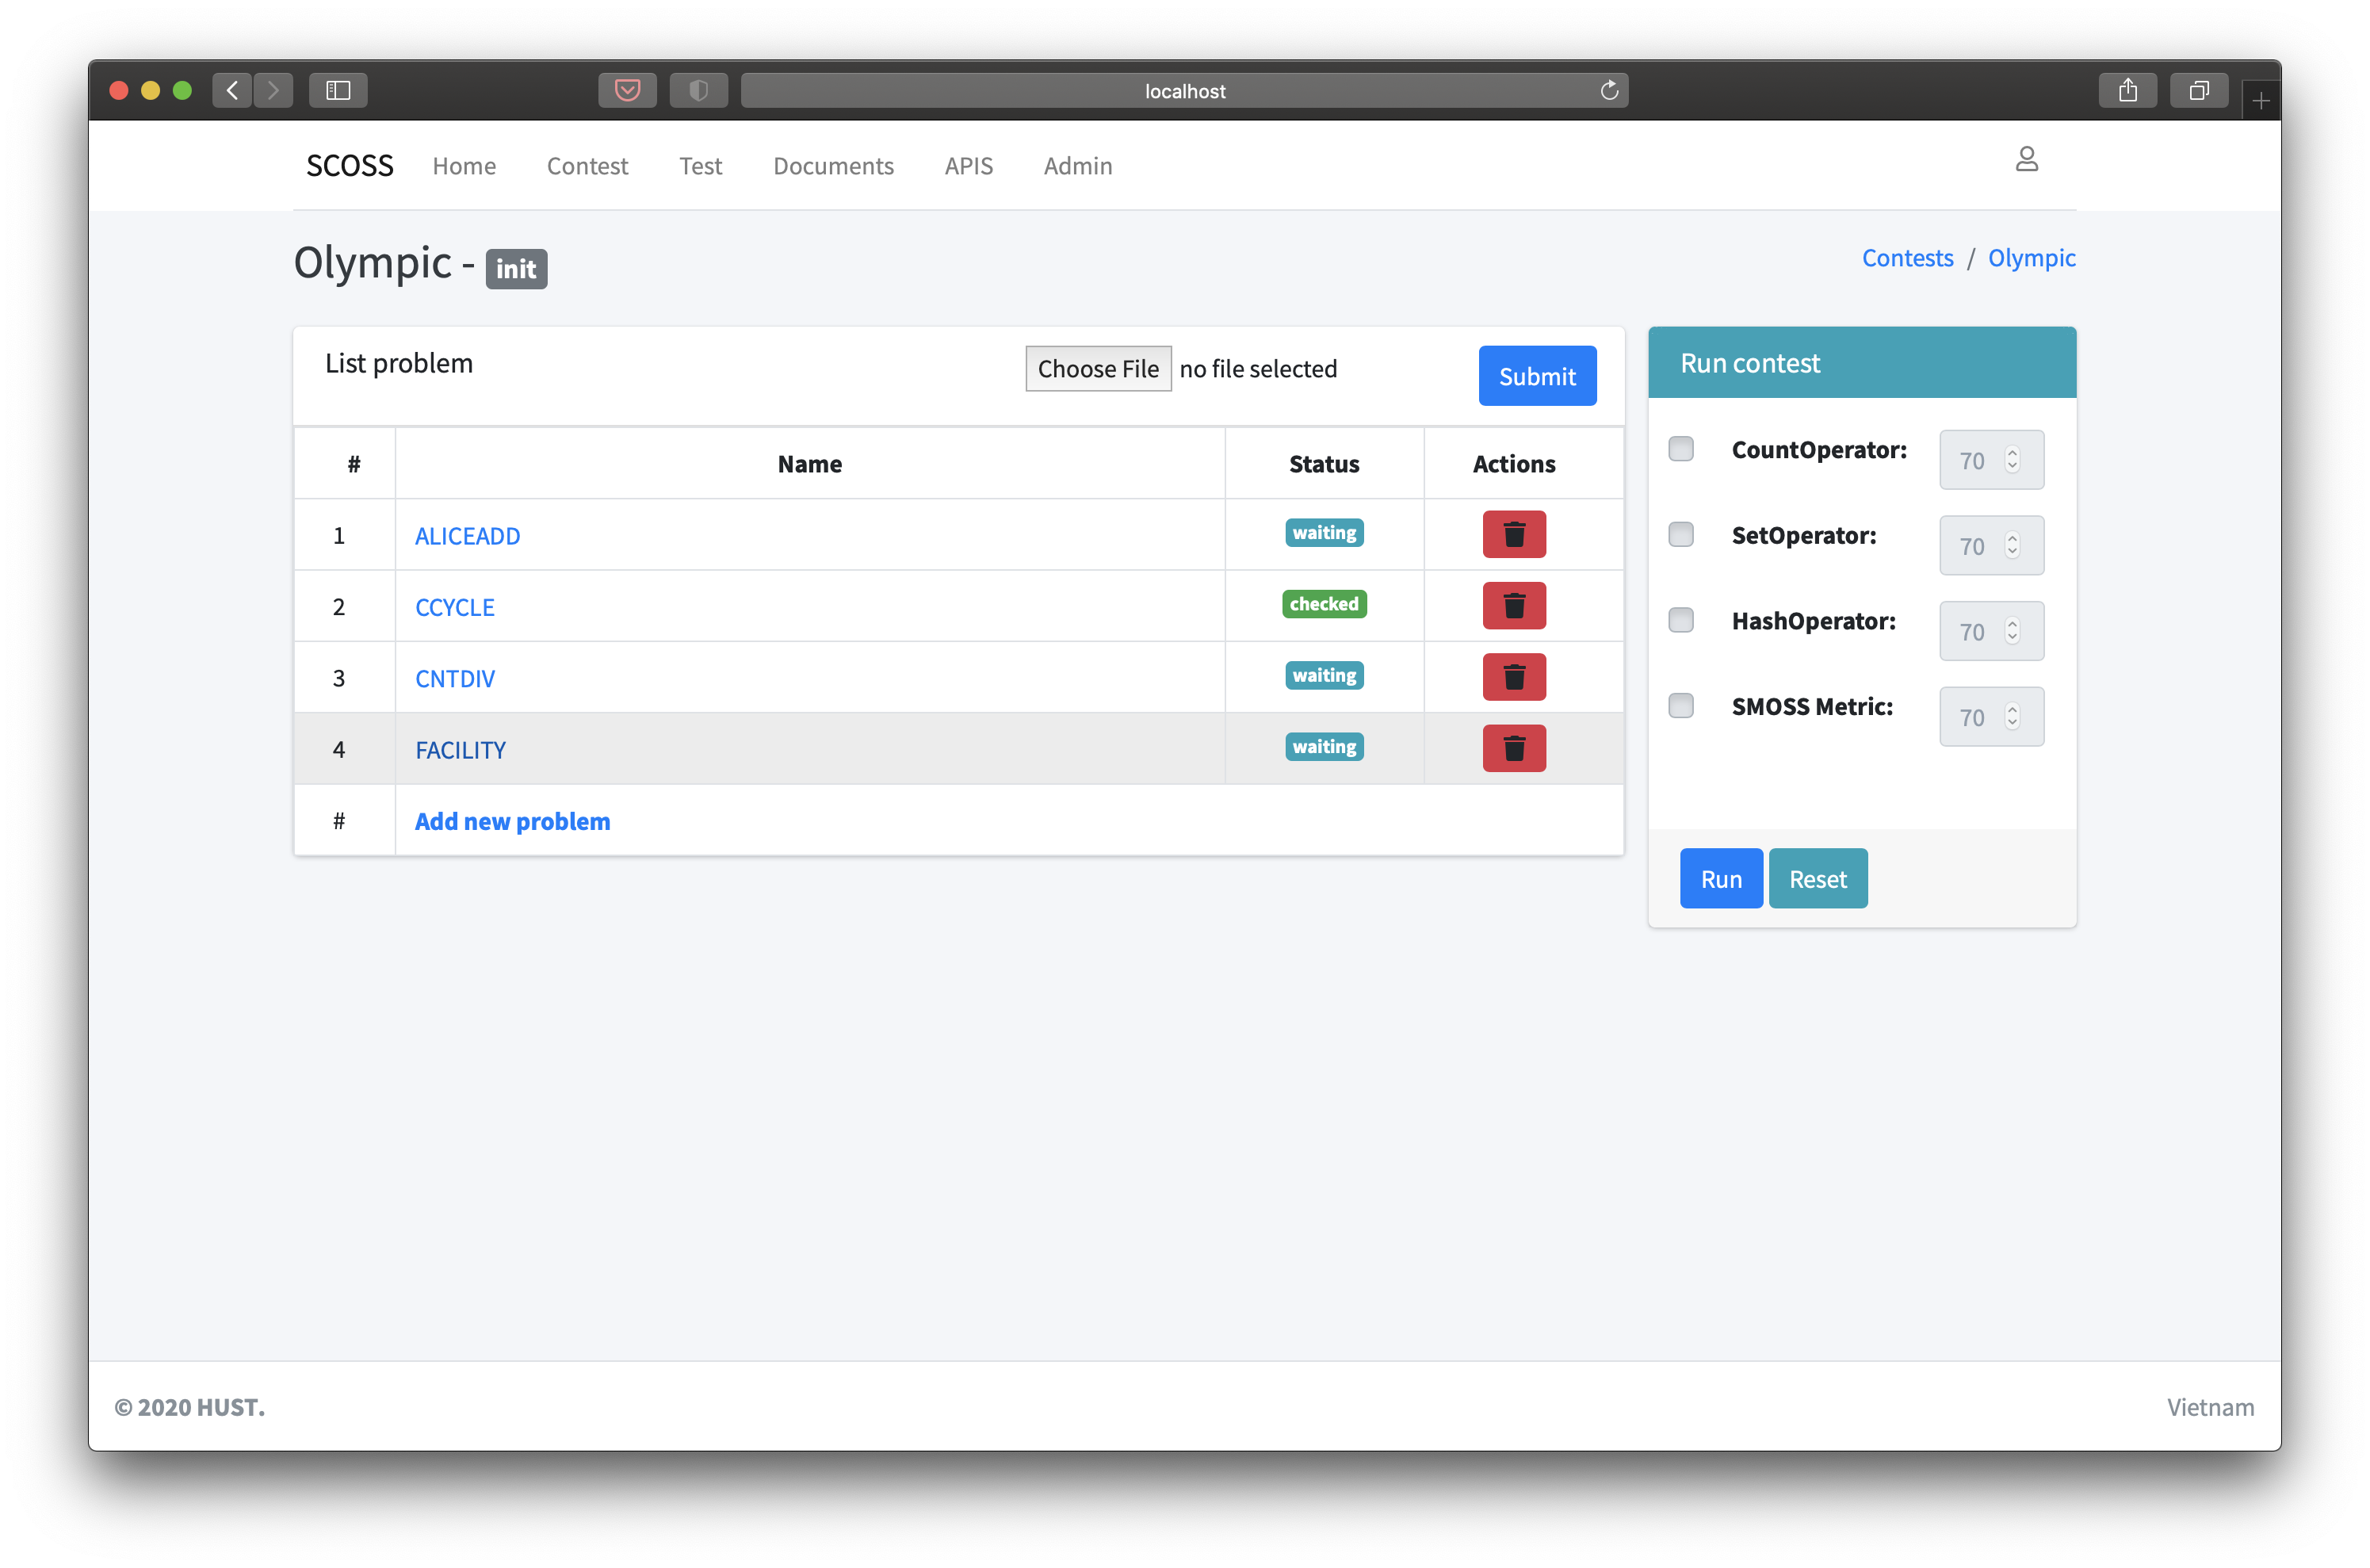 localhost
SCOSS Home Contest Test Documents APIS Admin
Olympic - init
Contests / Olympic
List problem
Choose File no file selected
Submit
# Name Status Actions
1 ALICEADD waiting
2 CCYCLE checked
3 CNTDIV waiting
4 FACILITY waiting
# Add new problem
Run contest
CountOperator: 70
SetOperator: 70
HashOperator: 70
SMOSS Metric: 70
Run Reset
© 2020 HUST.
Vietnam